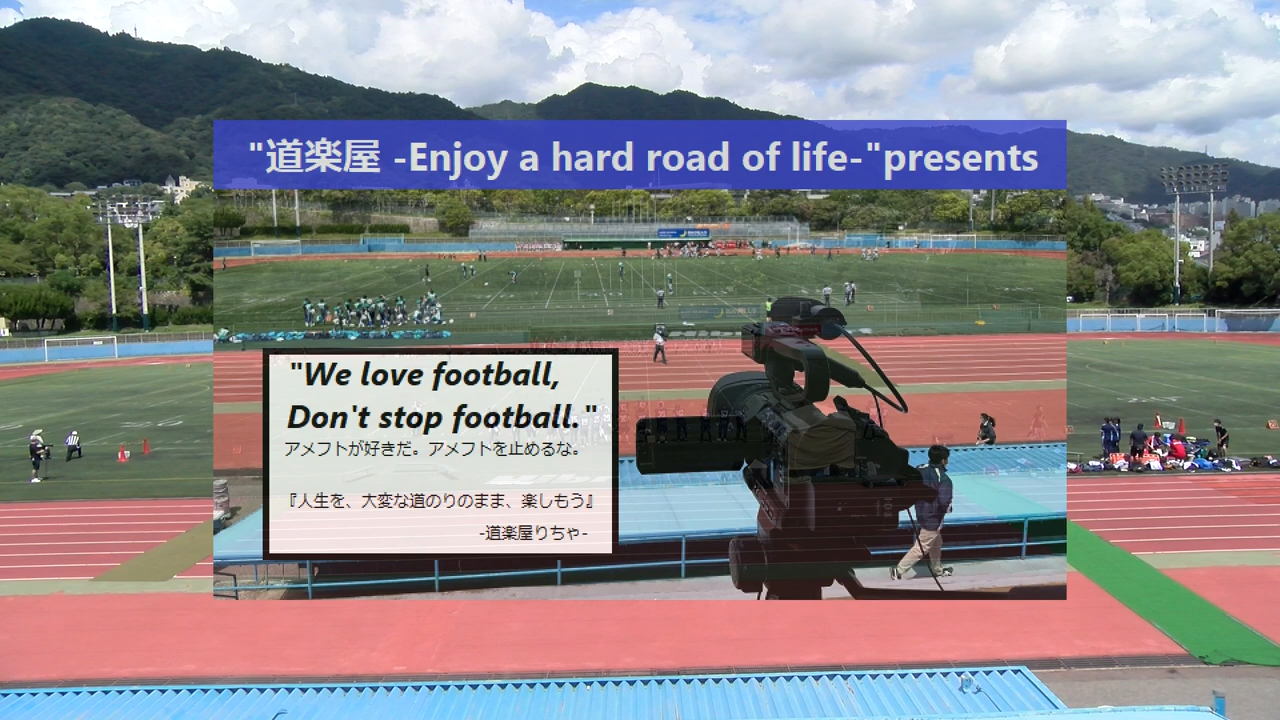 "道楽屋 -Enjoy a hard road of life-"presents
"We love football,
Don't stop football."
アメフトが好きだ。アメフトを止めるな。
『人生を、大変な道のりのまま、楽しもう』
-道楽屋りちゃ-